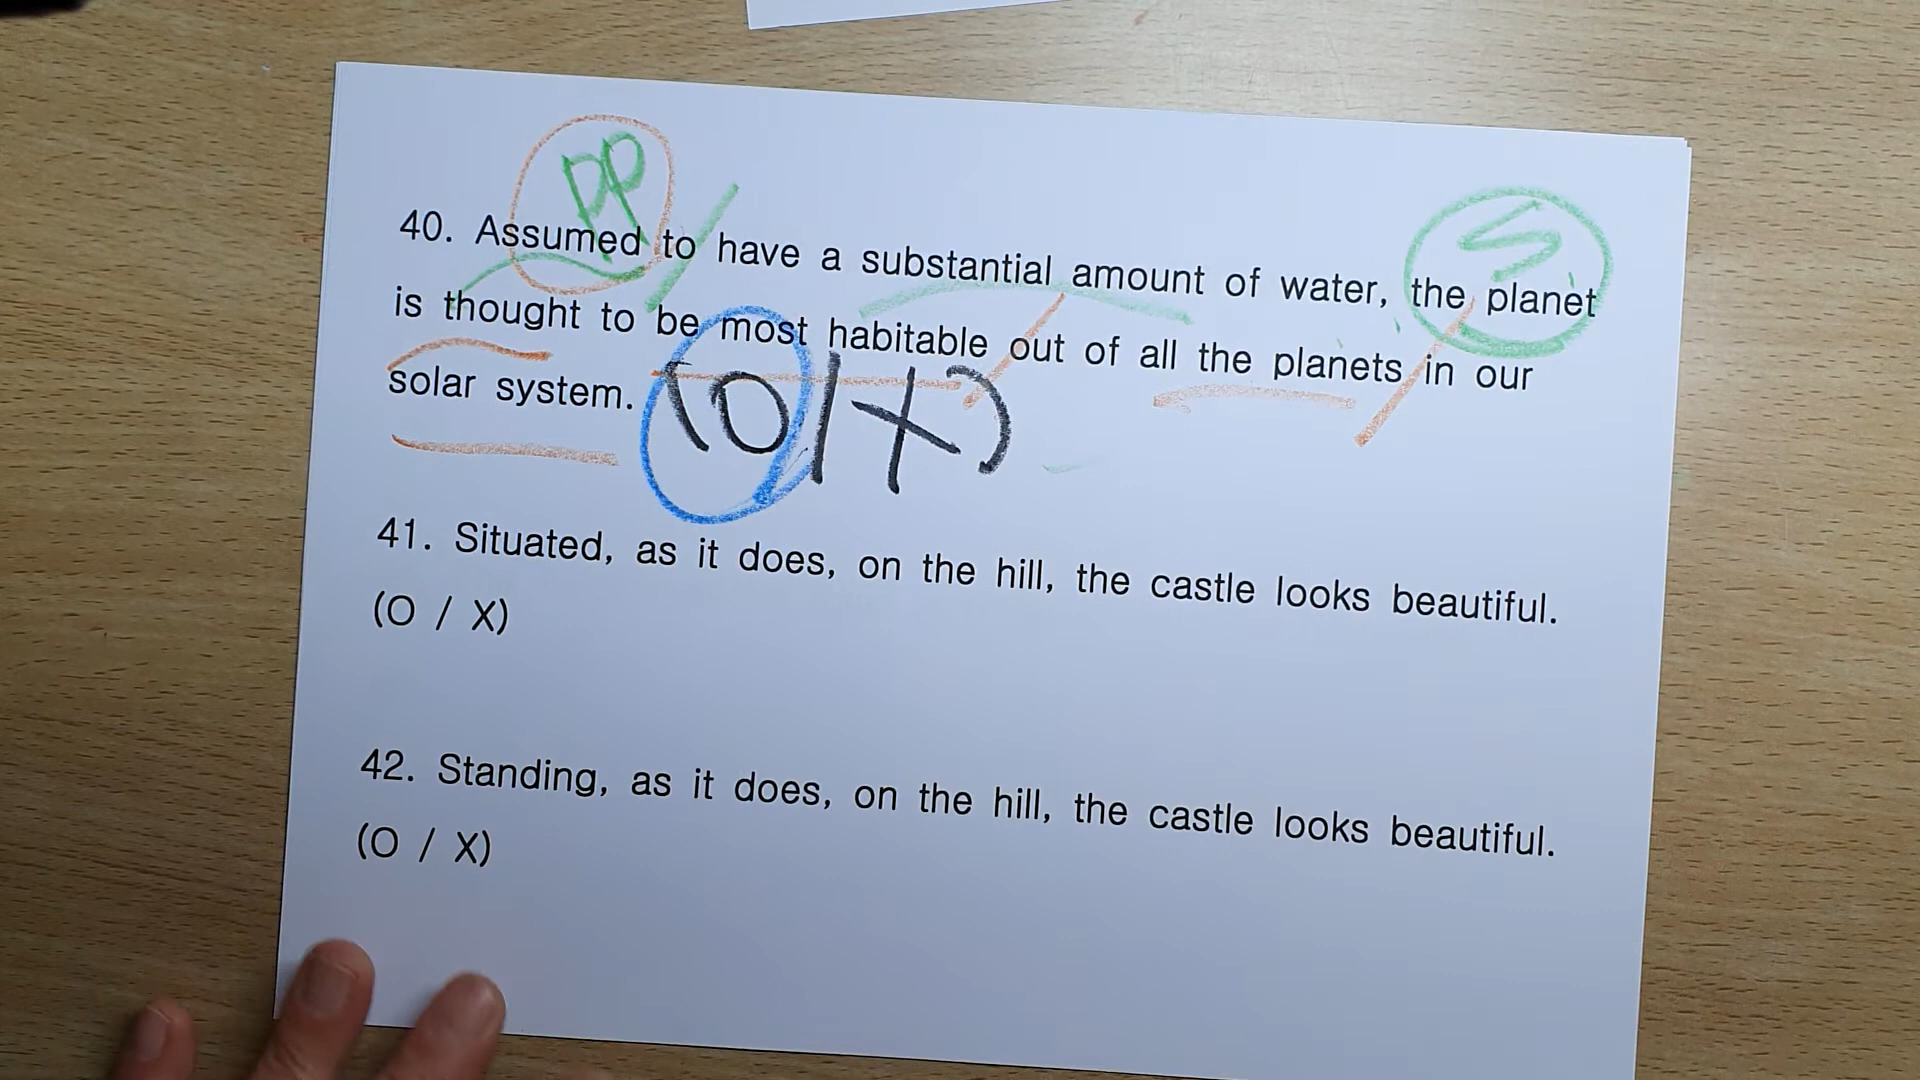 PP
S
40. Assumed to have a substantial amount of water, the planet
is thought to be most habitable out of all the planets in our
solar system. (O/X)
41. Situated, as it does, on the hill, the castle looks beautiful.
(O / X)
42. Standing, as it does, on the hill, the castle looks beautiful.
(O / X)